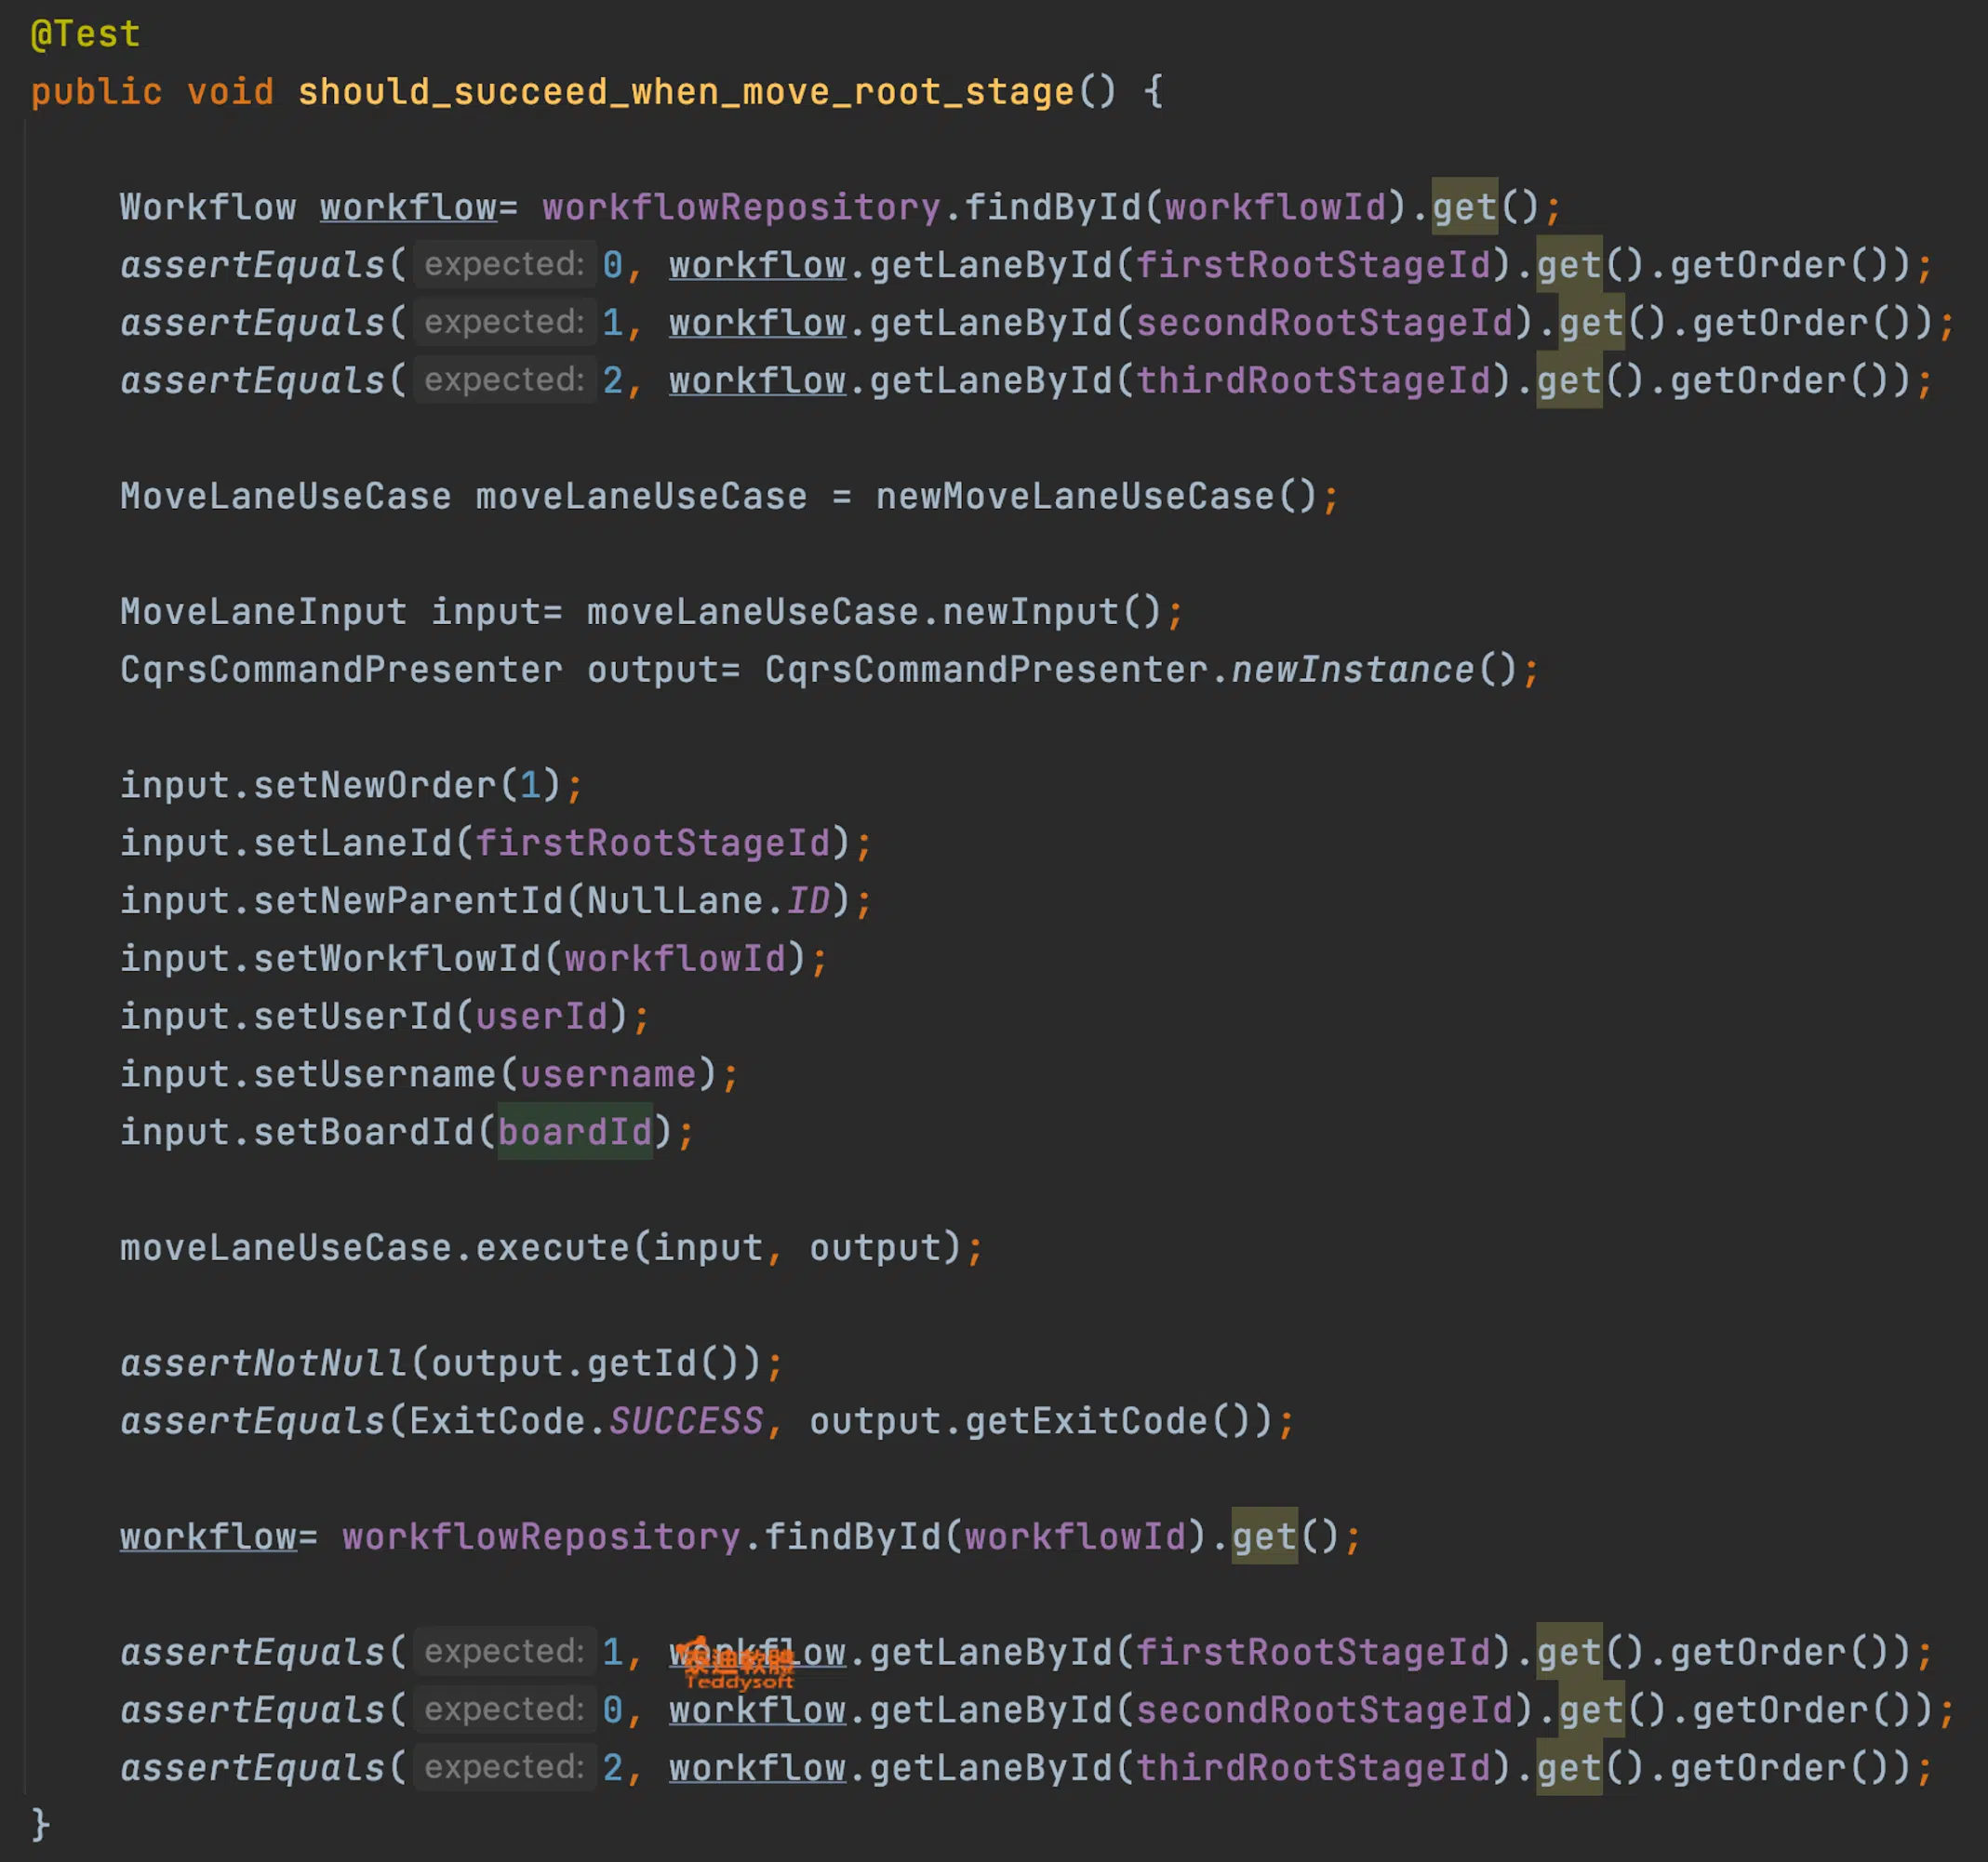 @Test
public void should_succeed_when_move_root_stage() {
Workflow workflow= workflowRepository.findById(workflowId).get();
assertEquals( expected: 0, workflow.getLaneById(firstRootStageId).get().getOrder());
assertEquals( expected: 1, workflow.getLaneById(secondRootStageId).get().getOrder());
assertEquals( expected: 2, workflow.getLaneById(thirdRootStageId).get().getOrder());
MoveLaneUseCase moveLaneUseCase = newMoveLaneUseCase();
MoveLaneInput input= moveLaneUseCase.newInput();
CqrsCommandPresenter output= CqrsCommandPresenter.newInstance();
input.setNewOrder(1);
input.setLaneId(firstRootStageId);
input.setNewParentId(NullLane.ID);
input.setWorkflowId(workflowId);
input.setUserId(userId);
input.setUsername(username);
input.setBoardId(boardId);
moveLaneUseCase.execute(input, output);
assertNotNull(output.getId());
assertEquals(ExitCode.SUCCESS, output.getExitCode());
workflow= workflowRepository.findById(workflowId).get();
assertEquals( expected: 1, workflow.getLaneById(firstRootStageId).get().getOrder());
Teddysoft
assertEquals( expected: 0, workflow.getLaneById(secondRootStageId).get().getOrder());
assertEquals( expected: 2, workflow.getLaneById(thirdRootStageId).get().getOrder());
}